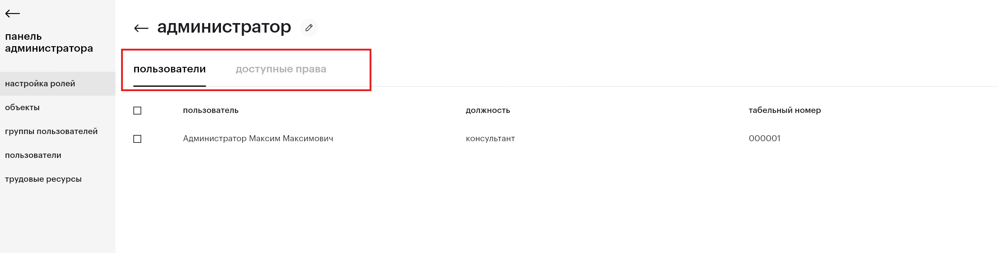 панель
администратора
настройка ролей
объекты
группы пользователей
пользователи
трудовые ресурсы
администратор
пользователи доступные права
пользователь должность табельный номер
Администратор Максим Максимович консультант 000001